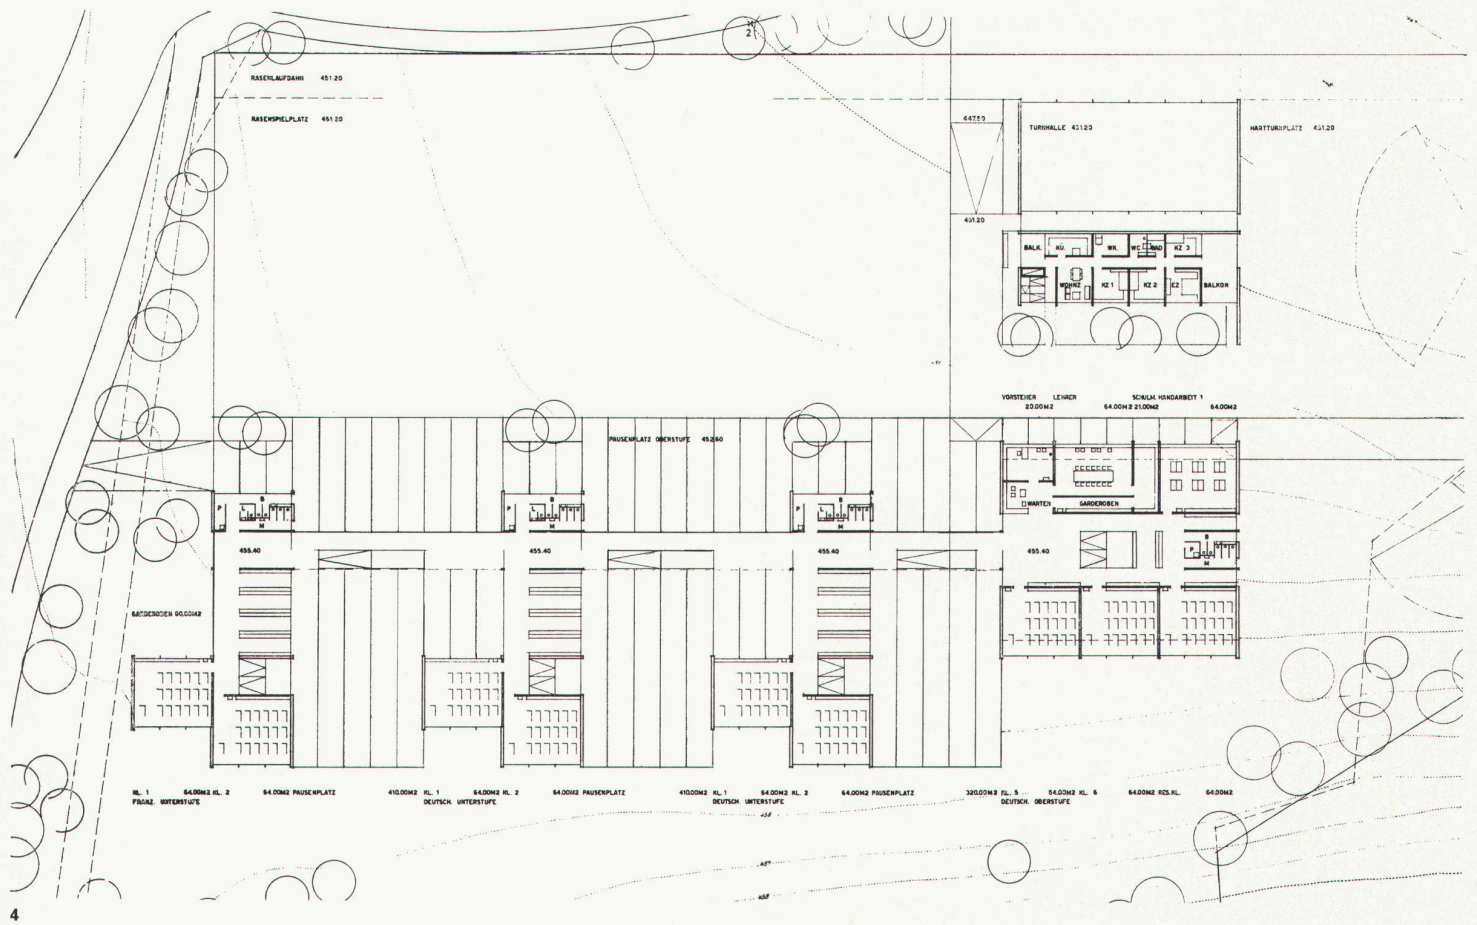 2
RASENLAUFBAHN 451.20
RASENSPIELPLATZ 451.20
447.50
TURNHALLE 451.20
HARTTURNPLATZ 451.20
451.20
BALK. KÜ. WK. WC BAD KZ 3
WOHNZ KZ 1 KZ 2 EZ BALKON
VORSTEHER LEHRER SCHULM. HANDARBEIT 1
20.00M2 64.00M2 21.00M2 64.00M2
PAUSENPLATZ OBERSTUFE 452.60
P L B M
P L B M
P L B M
WARTEN GARDEROBEN
455.40
455.40
455.40
455.40
P B M
GARDEROBEN 90.00M2
KL. 1 64.00M2 KL. 2 64.00M2 PAUSENPLATZ 410.00M2 KL. 1 64.00M2 KL. 2 64.00M2 PAUSENPLATZ 410.00M2 KL. 1 64.00M2 KL. 2 64.00M2 PAUSENPLATZ 320.00M2 KL. 5 64.00M2 KL. 6 64.00M2 RES.KL. 64.00M2
FRANZ. UNTERSTUFE DEUTSCH. UNTERSTUFE DEUTSCH. UNTERSTUFE DEUTSCH. OBERSTUFE
456
457
458
4